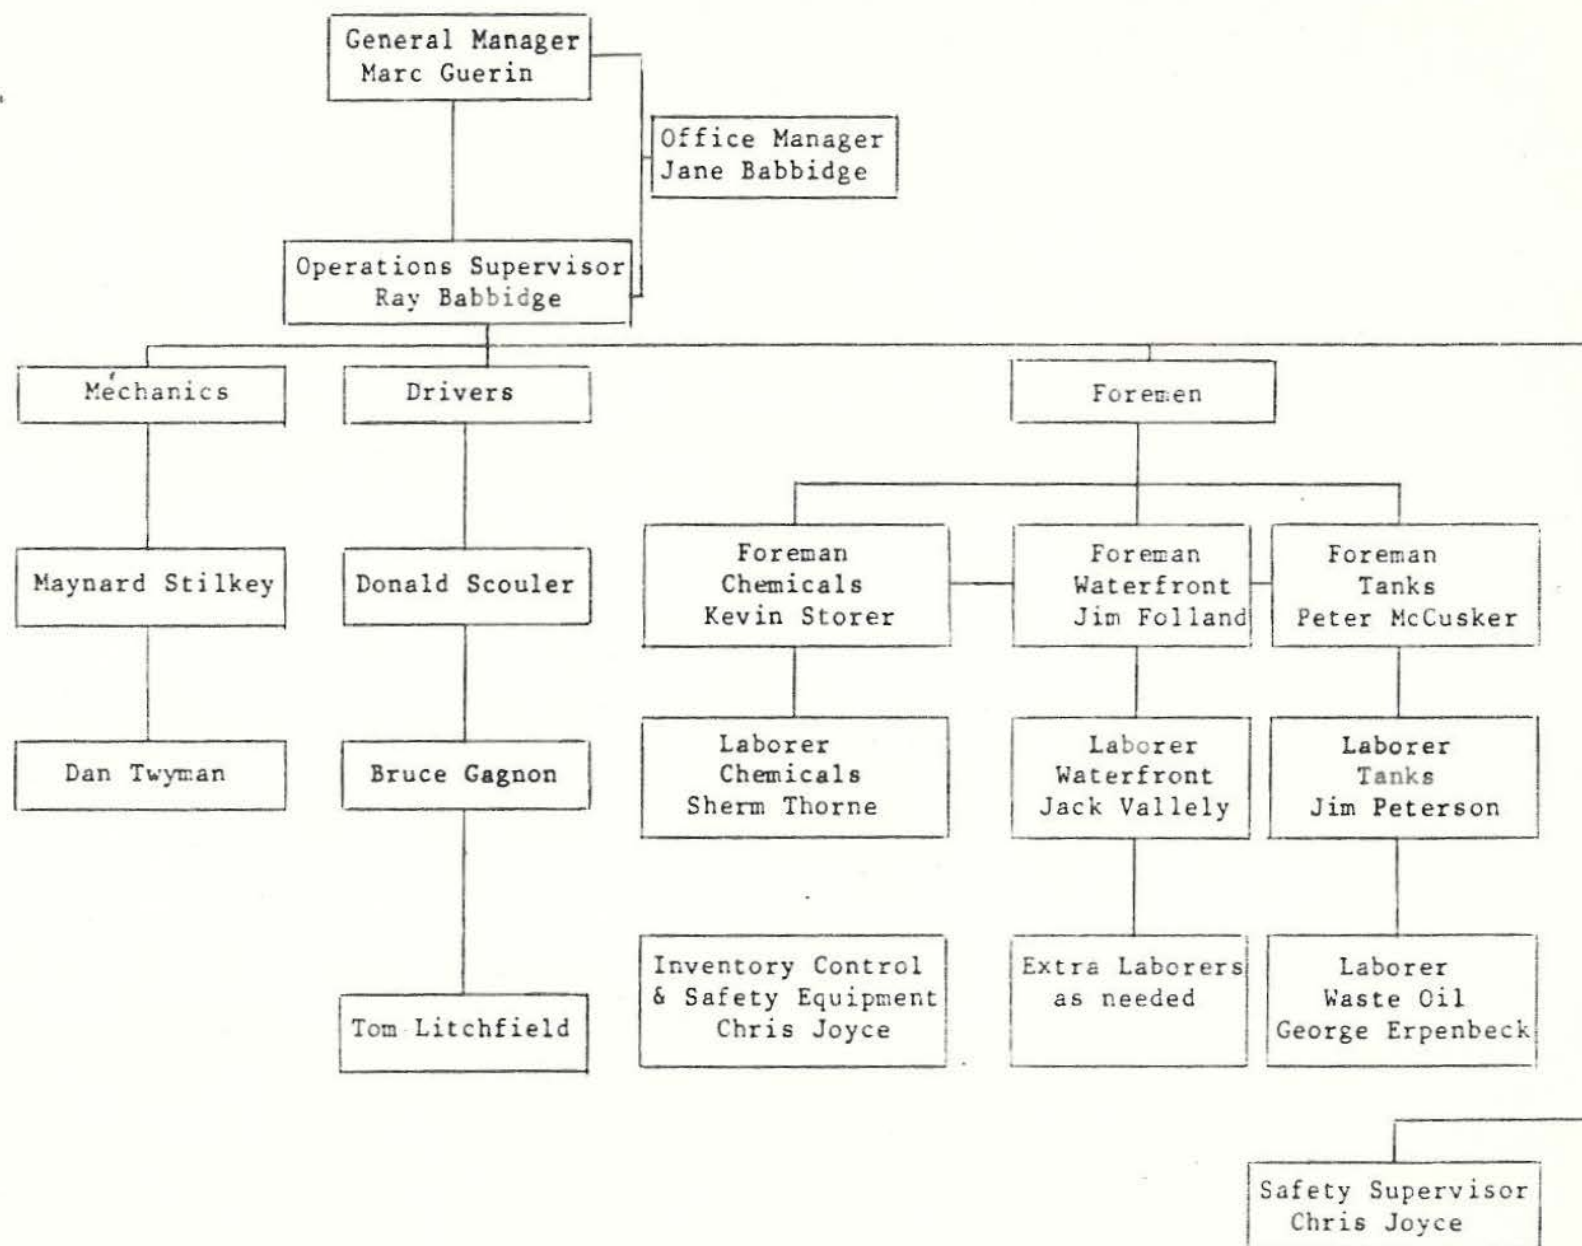 General Manager
Marc Guerin
Office Manager
Jane Babbidge
Operations Supervisor
Ray Babbidge
Mechanics
Drivers
Foremen
Maynard Stilkey
Donald Scouler
Foreman
Chemicals
Kevin Storer
Foreman
Waterfront
Jim Folland
Foreman
Tanks
Peter McCusker
Dan Twyman
Bruce Gagnon
Laborer
Chemicals
Sherm Thorne
Laborer
Waterfront
Jack Vallely
Laborer
Tanks
Jim Peterson
Tom Litchfield
Inventory Control
& Safety Equipment
Chris Joyce
Extra Laborers
as needed
Laborer
Waste Oil
George Erpenbeck
Safety Supervisor
Chris Joyce